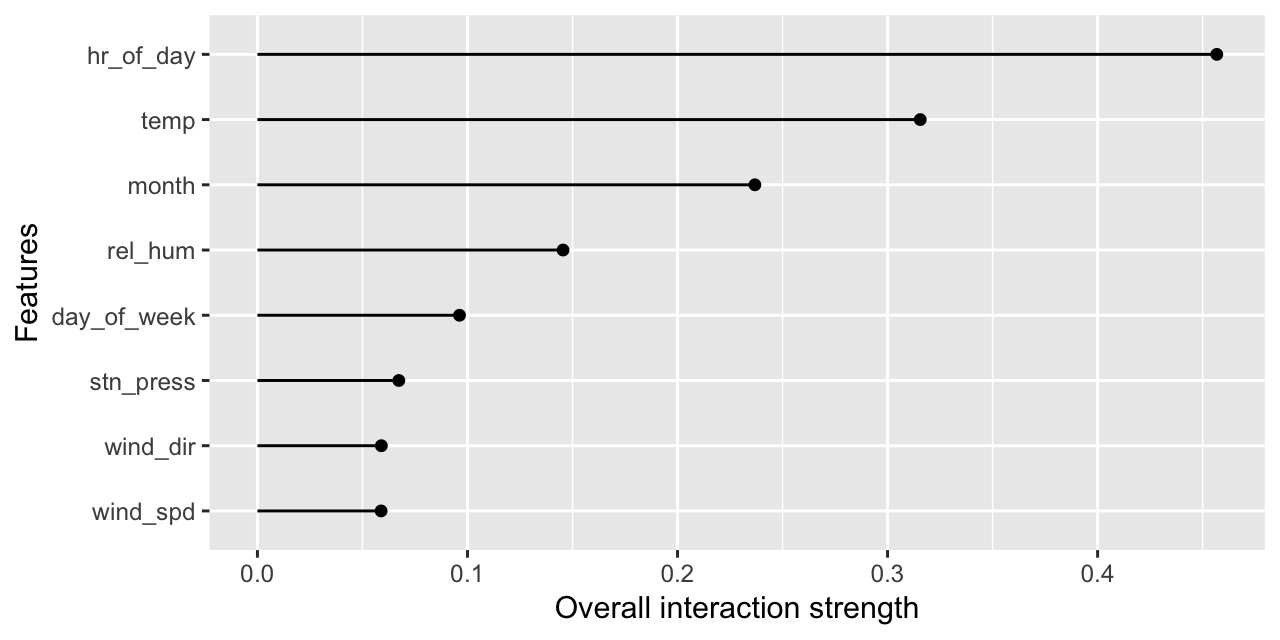 hr_of_day
temp
month
rel_hum
day_of_week
stn_press
wind_dir
wind_spd
Features
0.0 0.1 0.2 0.3 0.4
Overall interaction strength